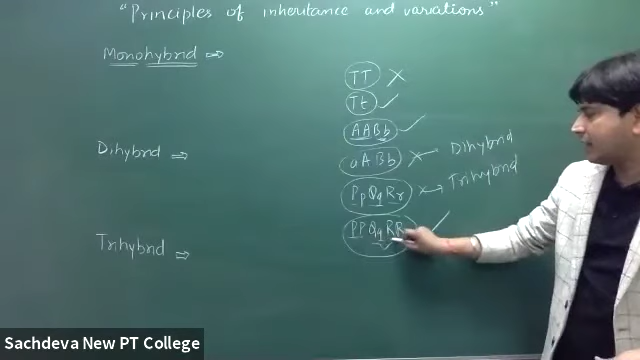 "Principles of inheritance and variations"
Monohybrid ⇒
TT ✗
Tt ✓
AABb ✓
Dihybrid ⇒
aABb ✗ → Dihybrid
PpQqRr ✗ → Trihybrid
Trihybrid ⇒
PPQqRR ✓
Sachdeva New PT College